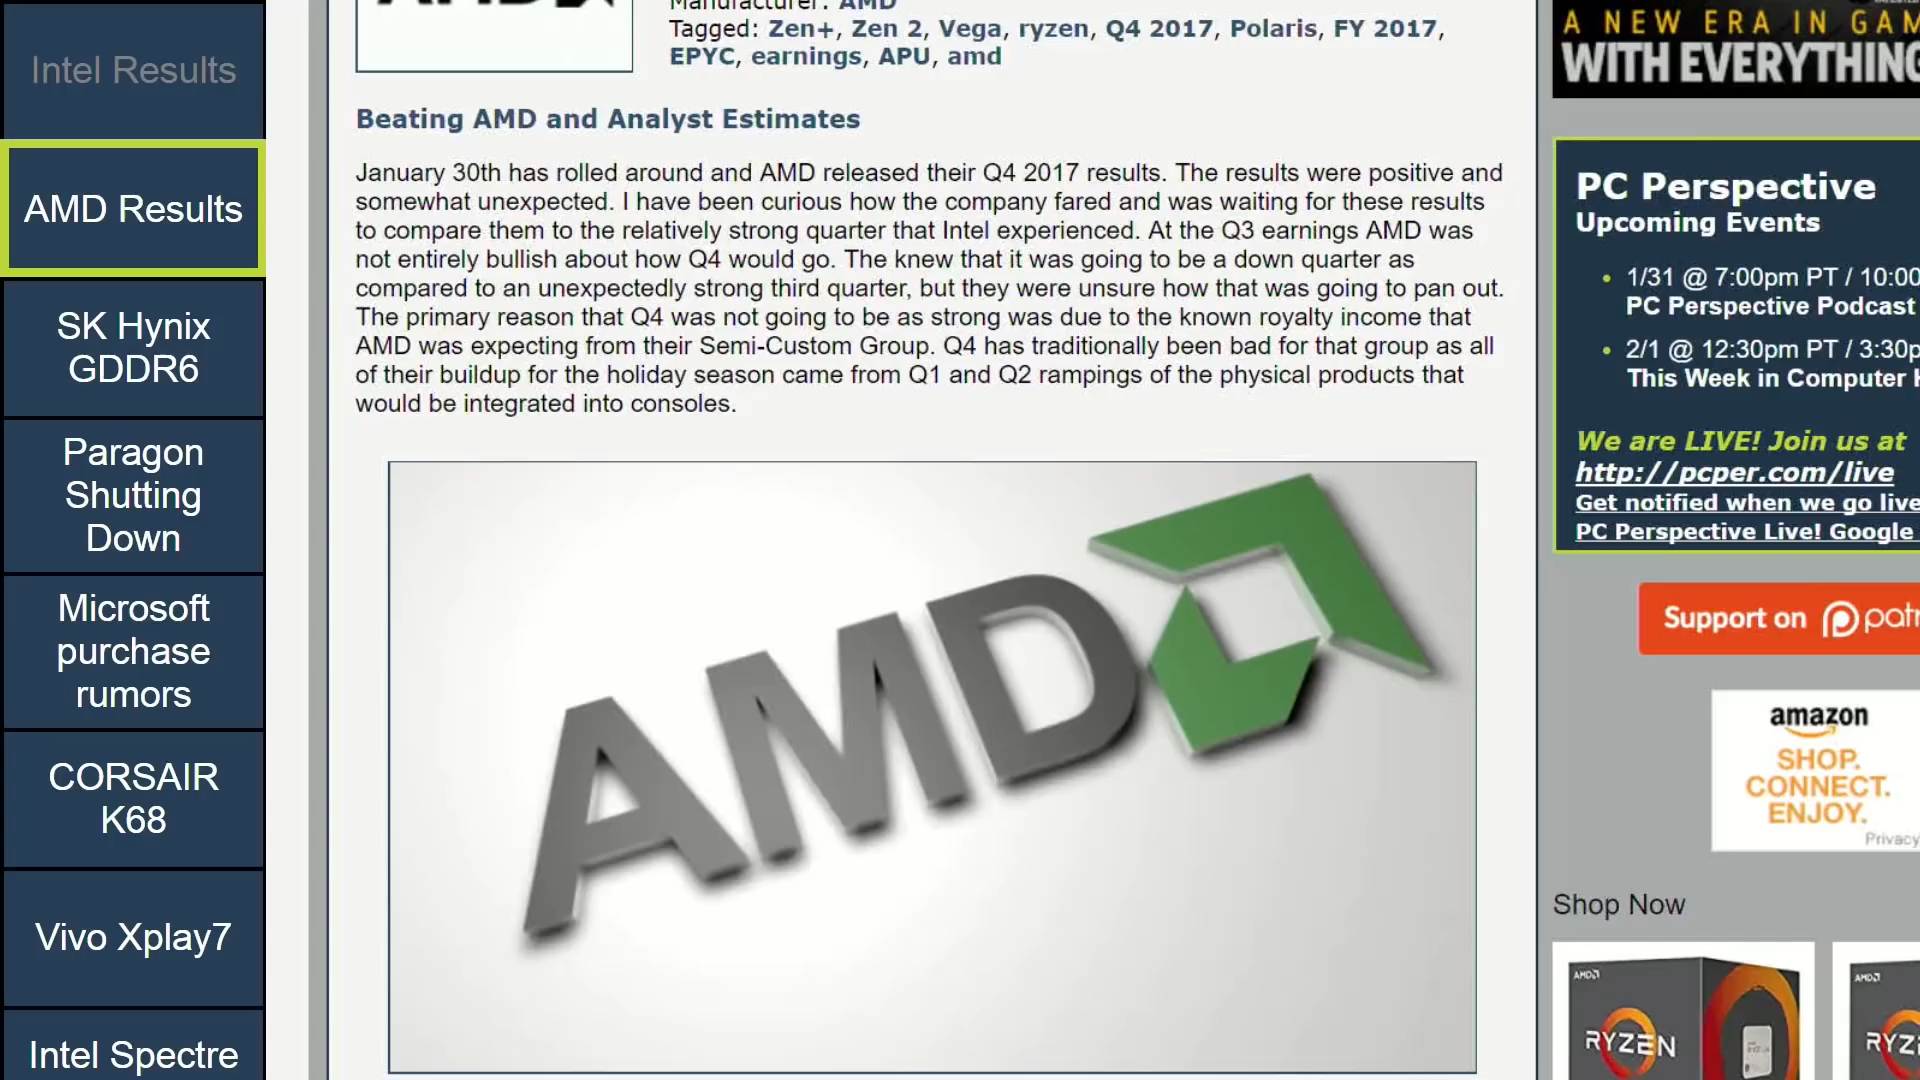 Intel Results
AMD Results
SK Hynix
GDDR6
Paragon
Shutting
Down
Microsoft
purchase
rumors
CORSAIR
K68
Vivo Xplay7
Intel Spectre
Manufacturer: AMD
Tagged: Zen+, Zen 2, Vega, ryzen, Q4 2017, Polaris, FY 2017,
EPYC, earnings, APU, amd
Beating AMD and Analyst Estimates
January 30th has rolled around and AMD released their Q4 2017 results. The results were positive and
somewhat unexpected. I have been curious how the company fared and was waiting for these results
to compare them to the relatively strong quarter that Intel experienced. At the Q3 earnings AMD was
not entirely bullish about how Q4 would go. The knew that it was going to be a down quarter as
compared to an unexpectedly strong third quarter, but they were unsure how that was going to pan out.
The primary reason that Q4 was not going to be as strong was due to the known royalty income that
AMD was expecting from their Semi-Custom Group. Q4 has traditionally been bad for that group as all
of their buildup for the holiday season came from Q1 and Q2 rampings of the physical products that
would be integrated into consoles.
AMD
A NEW ERA IN GAM
WITH EVERYTHING
PC Perspective
Upcoming Events
• 1/31 @ 7:00pm PT / 10:00
PC Perspective Podcast
• 2/1 @ 12:30pm PT / 3:30p
This Week in Computer H
We are LIVE! Join us at
http://pcper.com/live
Get notified when we go live
PC Perspective Live! Google
Support on patr
amazon
SHOP.
CONNECT.
ENJOY.
Privacy
Shop Now
AMD
RYZEN
AMD
RYZE